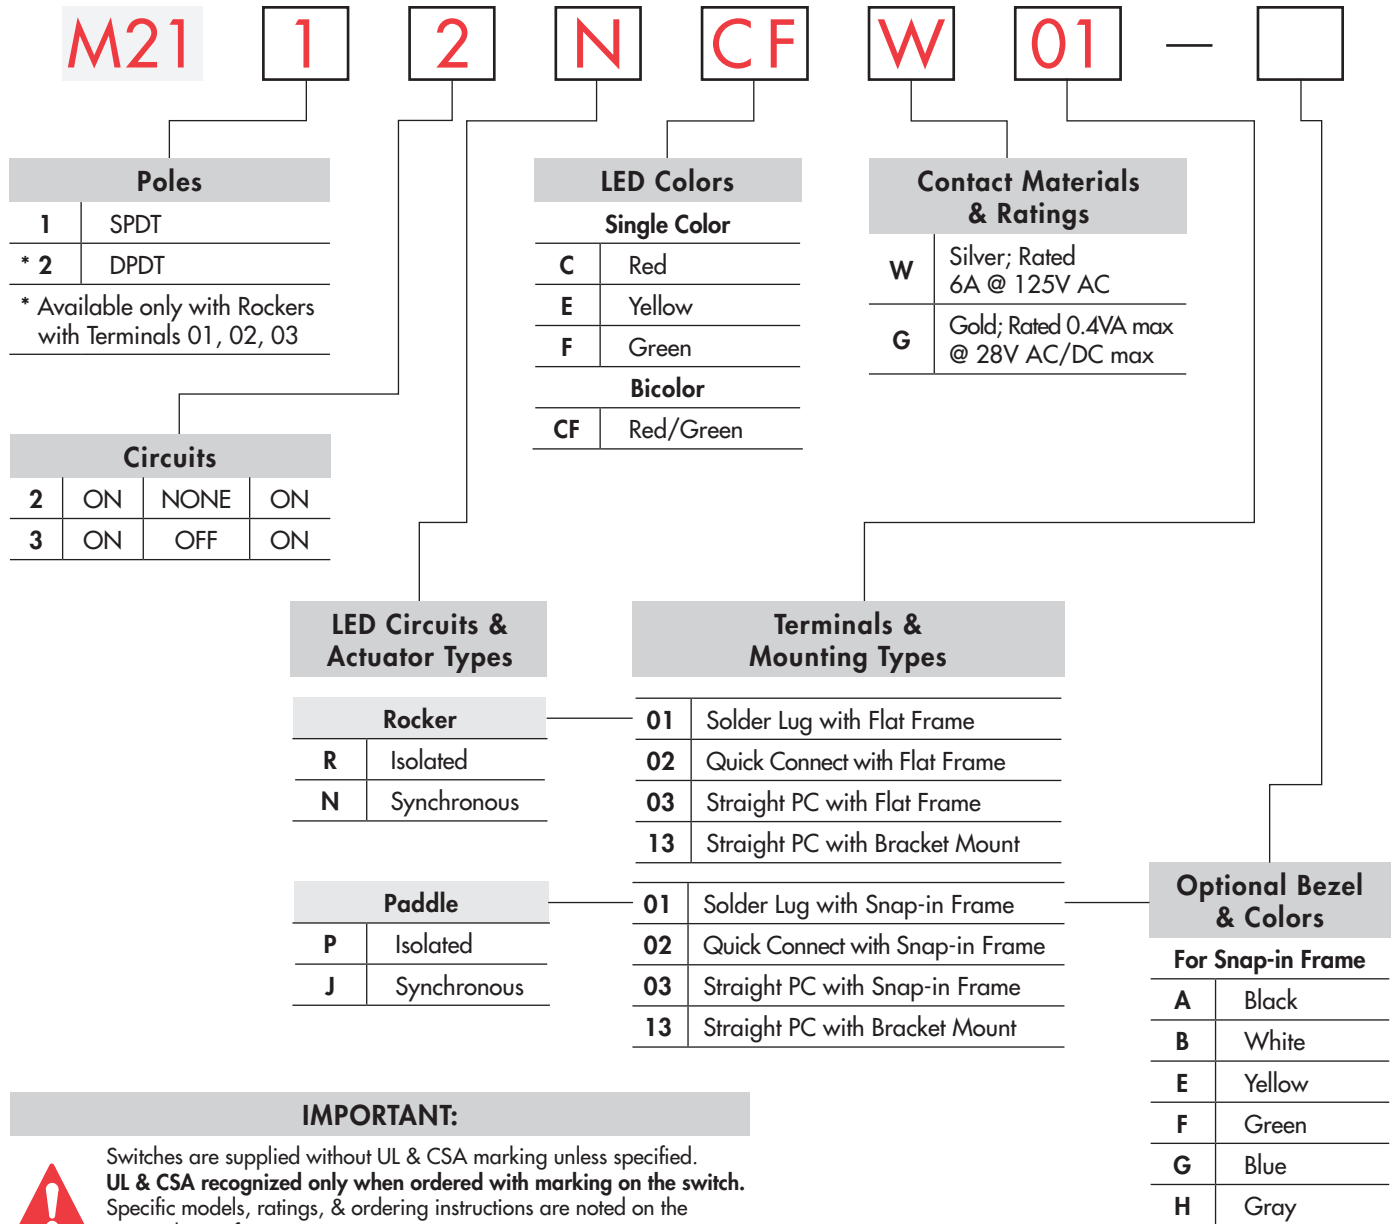 M21 1 2 N CF W 01 —
Poles
1 SPDT
* 2 DPDT
* Available only with Rockers
with Terminals 01, 02, 03
Circuits
2 ON NONE ON
3 ON OFF ON
LED Colors
Single Color
C Red
E Yellow
F Green
Bicolor
CF Red/Green
Contact Materials
& Ratings
W Silver; Rated
6A @ 125V AC
G Gold; Rated 0.4VA max
@ 28V AC/DC max
LED Circuits &
Actuator Types
Rocker
R Isolated
N Synchronous
Paddle
P Isolated
J Synchronous
Terminals &
Mounting Types
01 Solder Lug with Flat Frame
02 Quick Connect with Flat Frame
03 Straight PC with Flat Frame
13 Straight PC with Bracket Mount
01 Solder Lug with Snap-in Frame
02 Quick Connect with Snap-in Frame
03 Straight PC with Snap-in Frame
13 Straight PC with Bracket Mount
Optional Bezel
& Colors
For Snap-in Frame
A Black
B White
E Yellow
F Green
G Blue
H Gray
IMPORTANT:
Switches are supplied without UL & CSA marking unless specified.
UL & CSA recognized only when ordered with marking on the switch.
Specific models, ratings, & ordering instructions are noted on the